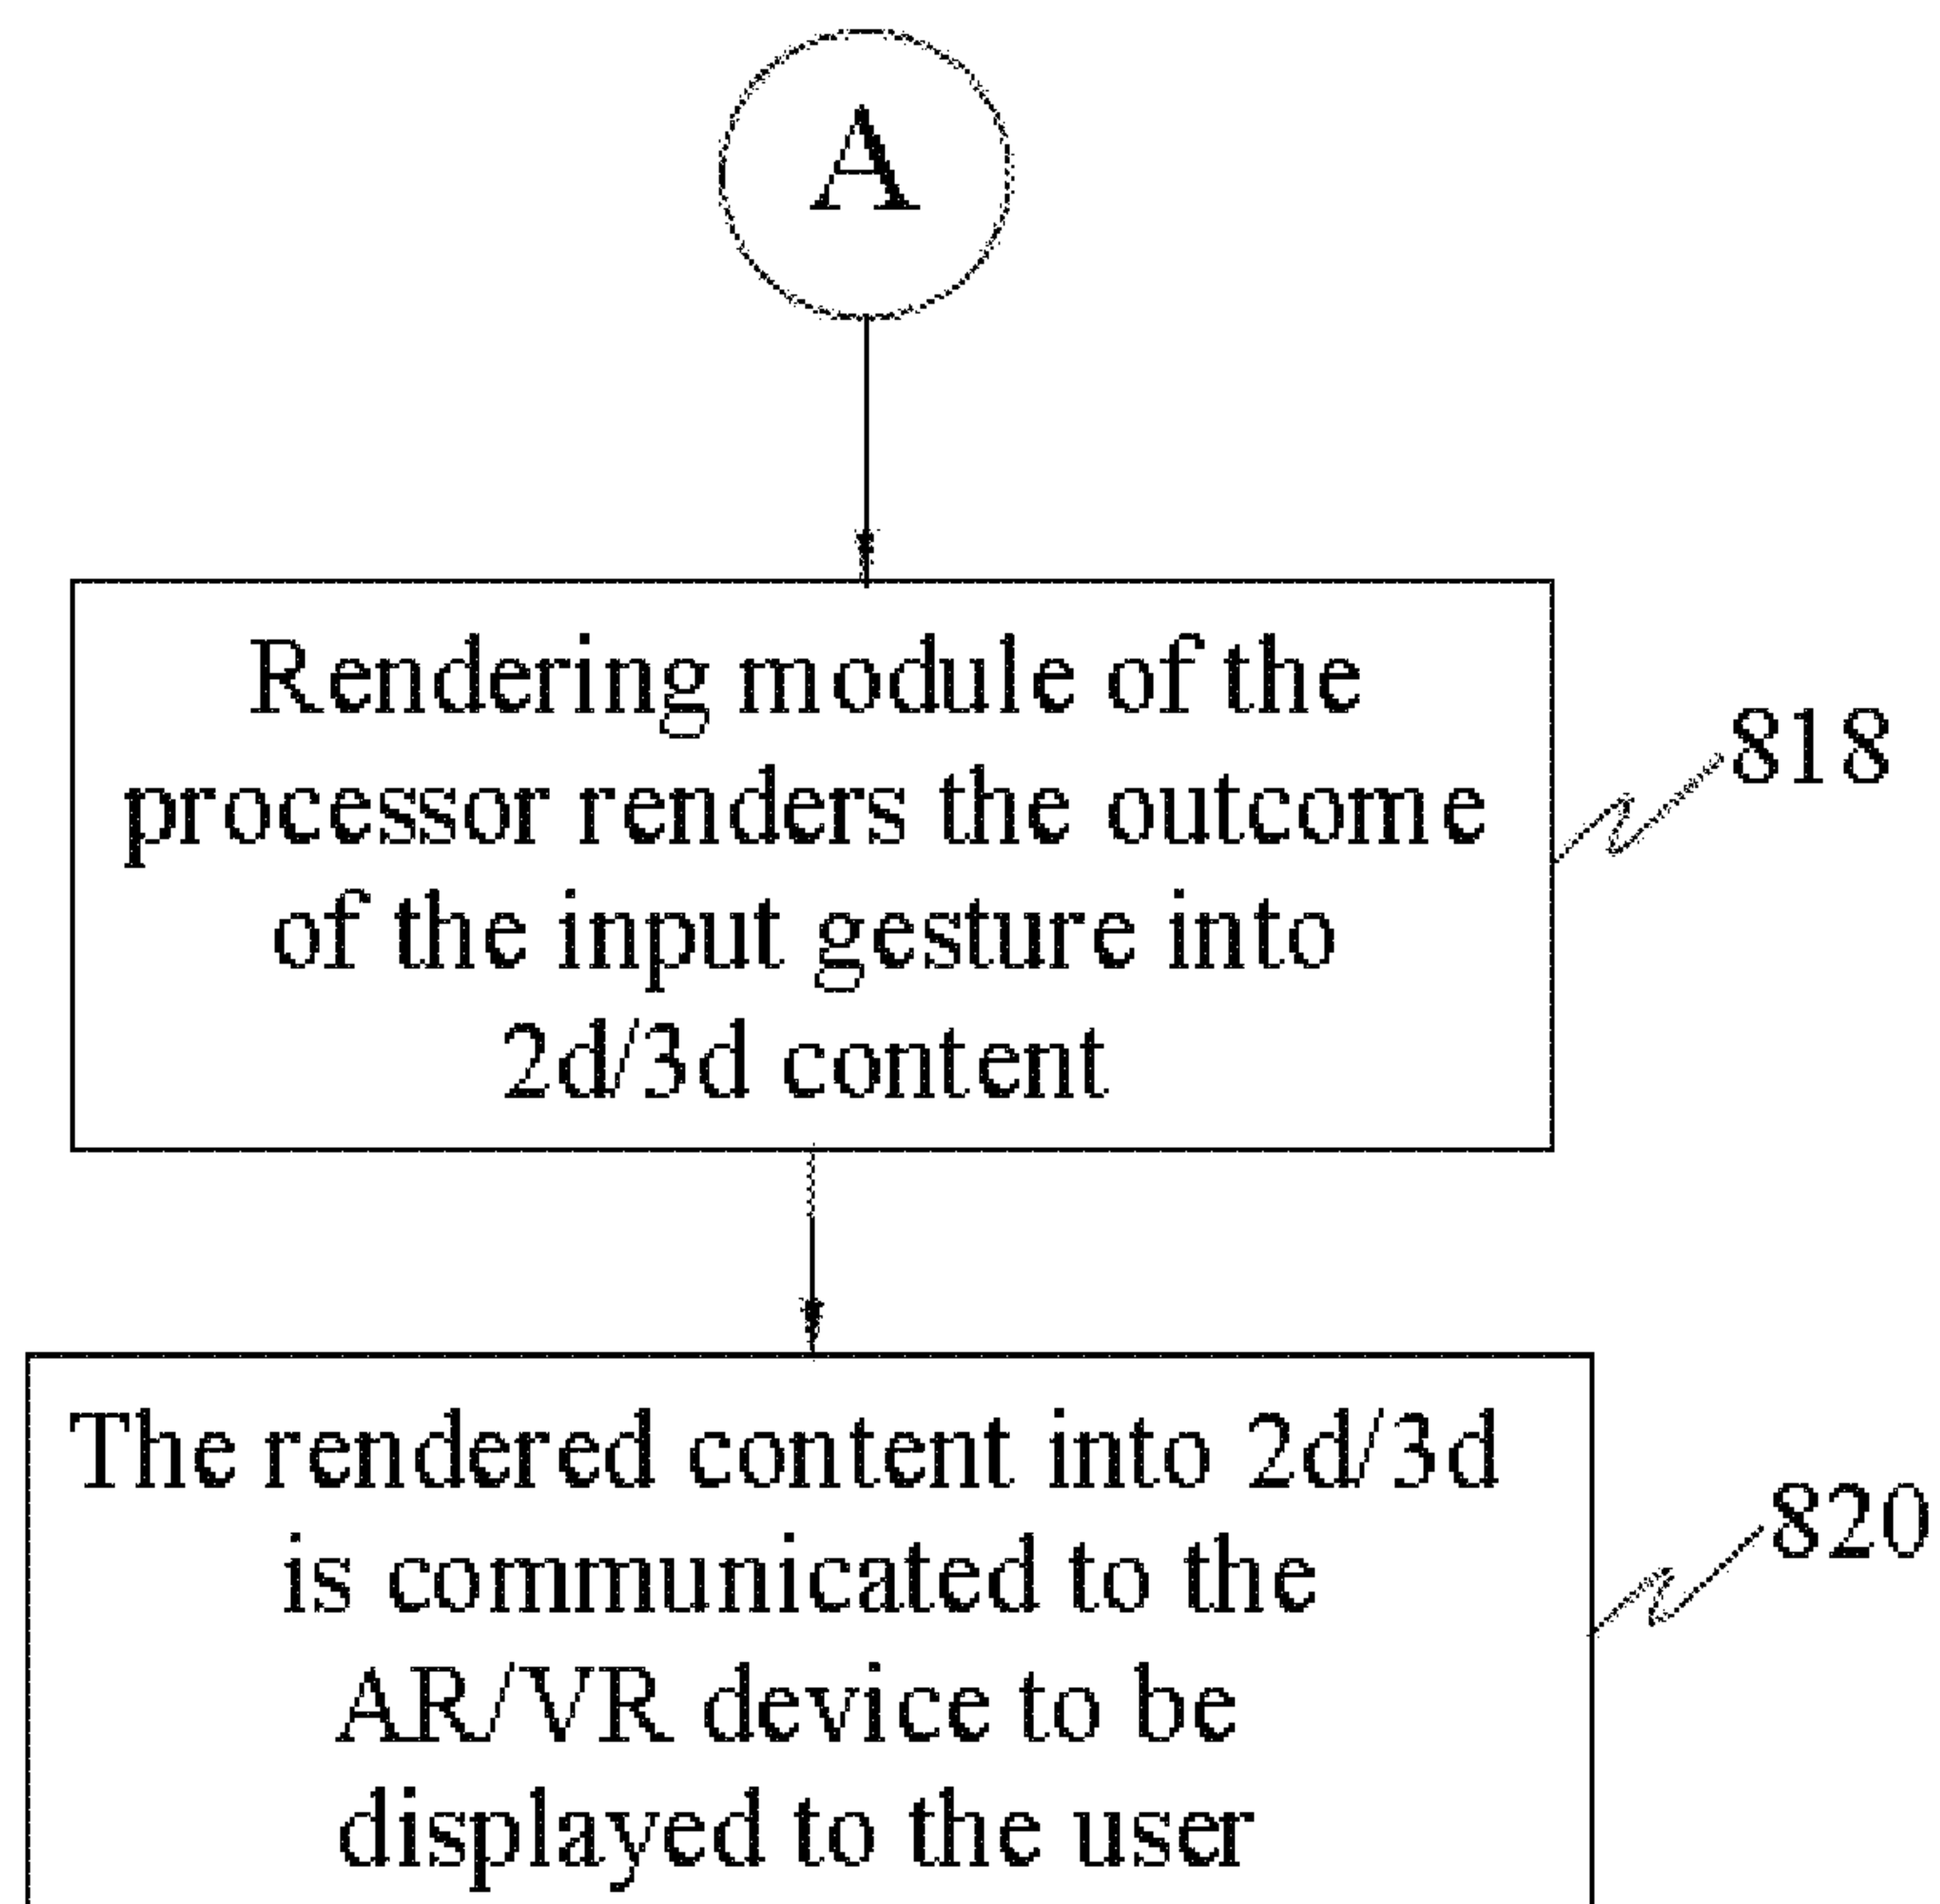 A
Rendering module of the
processor renders the outcome
of the input gesture into
2d/3d content
818
The rendered content into 2d/3d
is communicated to the
AR/VR device to be
displayed to the user
820